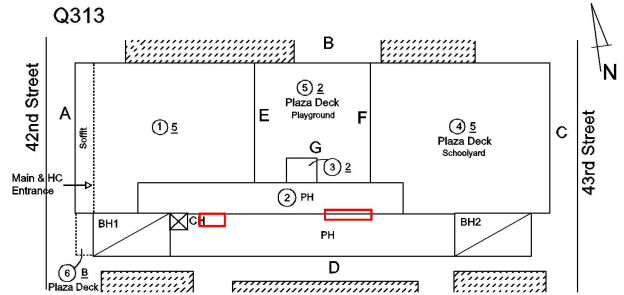 Q313
42nd Street
A
Soffit
B
1 5
E
5 2
Plaza Deck
Playground
F
4 5
Plaza Deck
Schoolyard
C
43rd Street
N
G
3 2
Main & HC
Entrance
2 PH
BH1
CH
PH
BH2
6 B
Plaza Deck
D